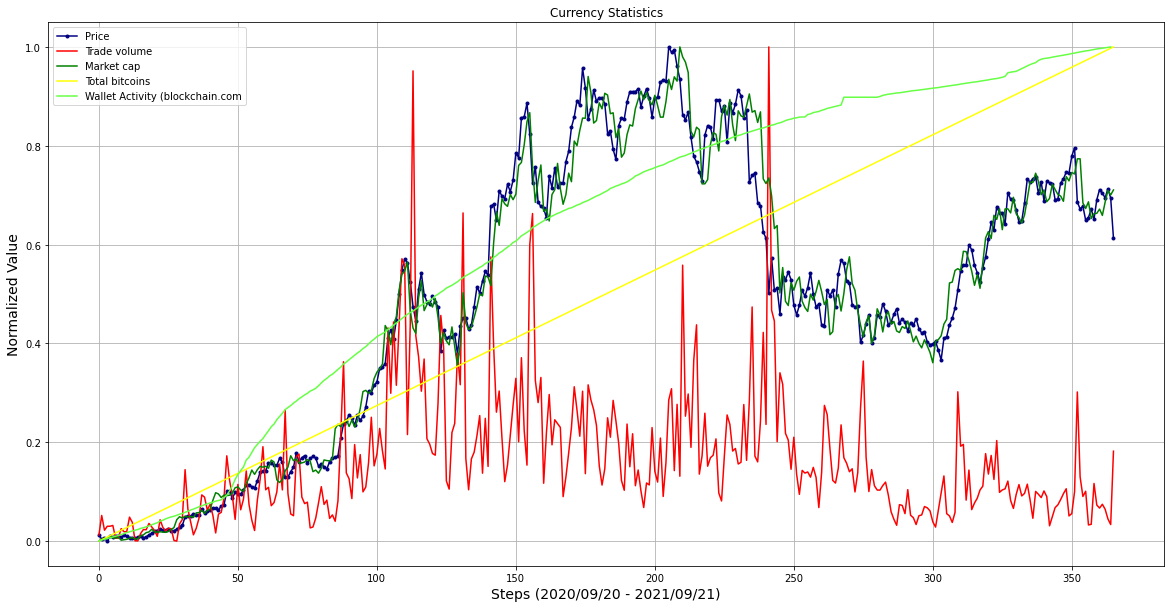 Currency Statistics
Price
Trade volume
Market cap
Total bitcoins
Wallet Activity (blockchain.com
Normalized Value
1.0
0.8
0.6
0.4
0.2
0.0
0
50
100
150
200
250
300
350
Steps (2020/09/20 - 2021/09/21)